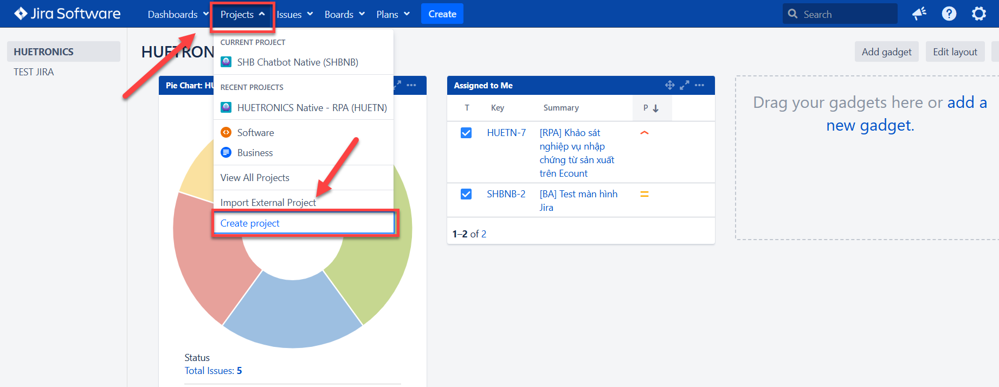 Jira Software
Dashboards
Projects
Issues
Boards
Plans
Create
Search
HUETRONICS
TEST JIRA
HUETRON
Add gadget
Edit layout
CURRENT PROJECT
SHB Chatbot Native (SHBNB)
RECENT PROJECTS
HUETRONICS Native - RPA (HUETN)
Software
Business
View All Projects
Import External Project
Create project
Pie Chart: HU
Status
Total Issues: 5
Assigned to Me
T Key Summary P
HUETN-7 [RPA] Khảo sát
nghiệp vụ nhập
chứng từ sản xuất
trên Ecount
SHBNB-2 [BA] Test màn hình
Jira
1–2 of 2
Drag your gadgets here or add a
new gadget.